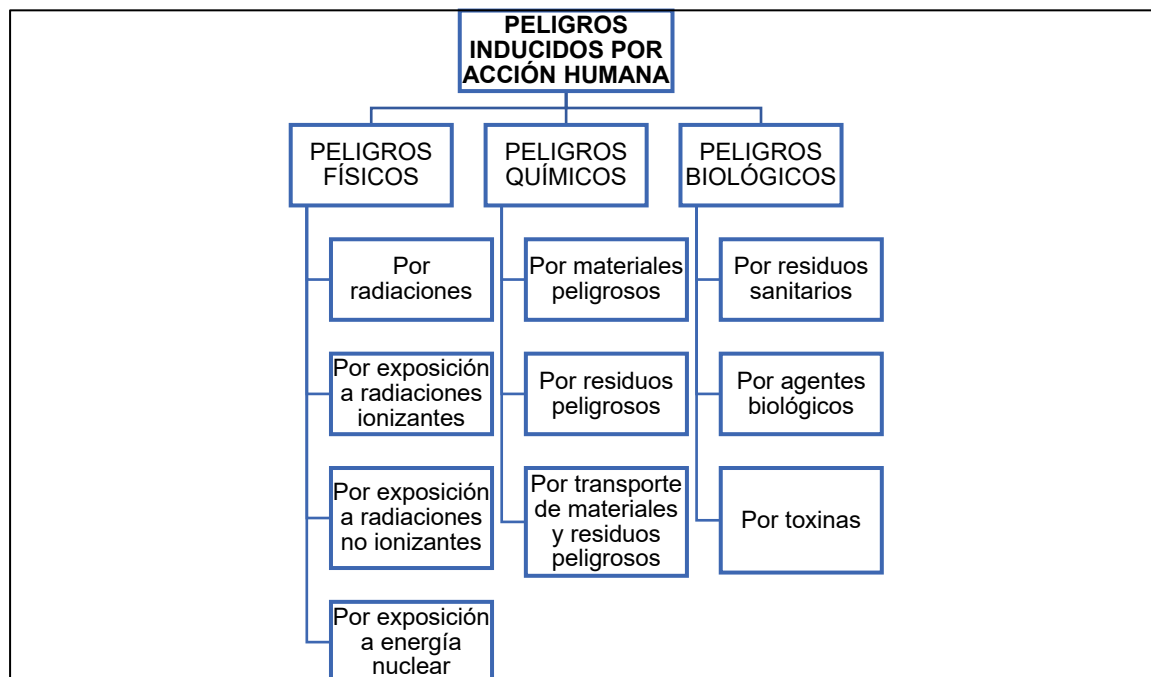 PELIGROS
INDUCIDOS POR
ACCIÓN HUMANA
PELIGROS
FÍSICOS
Por
radiaciones
Por exposición
a radiaciones
ionizantes
Por exposición
a radiaciones
no ionizantes
Por exposición
a energía
nuclear
PELIGROS
QUÍMICOS
Por materiales
peligrosos
Por residuos
peligrosos
Por transporte
de materiales
y residuos
peligrosos
PELIGROS
BIOLÓGICOS
Por residuos
sanitarios
Por agentes
biológicos
Por toxinas